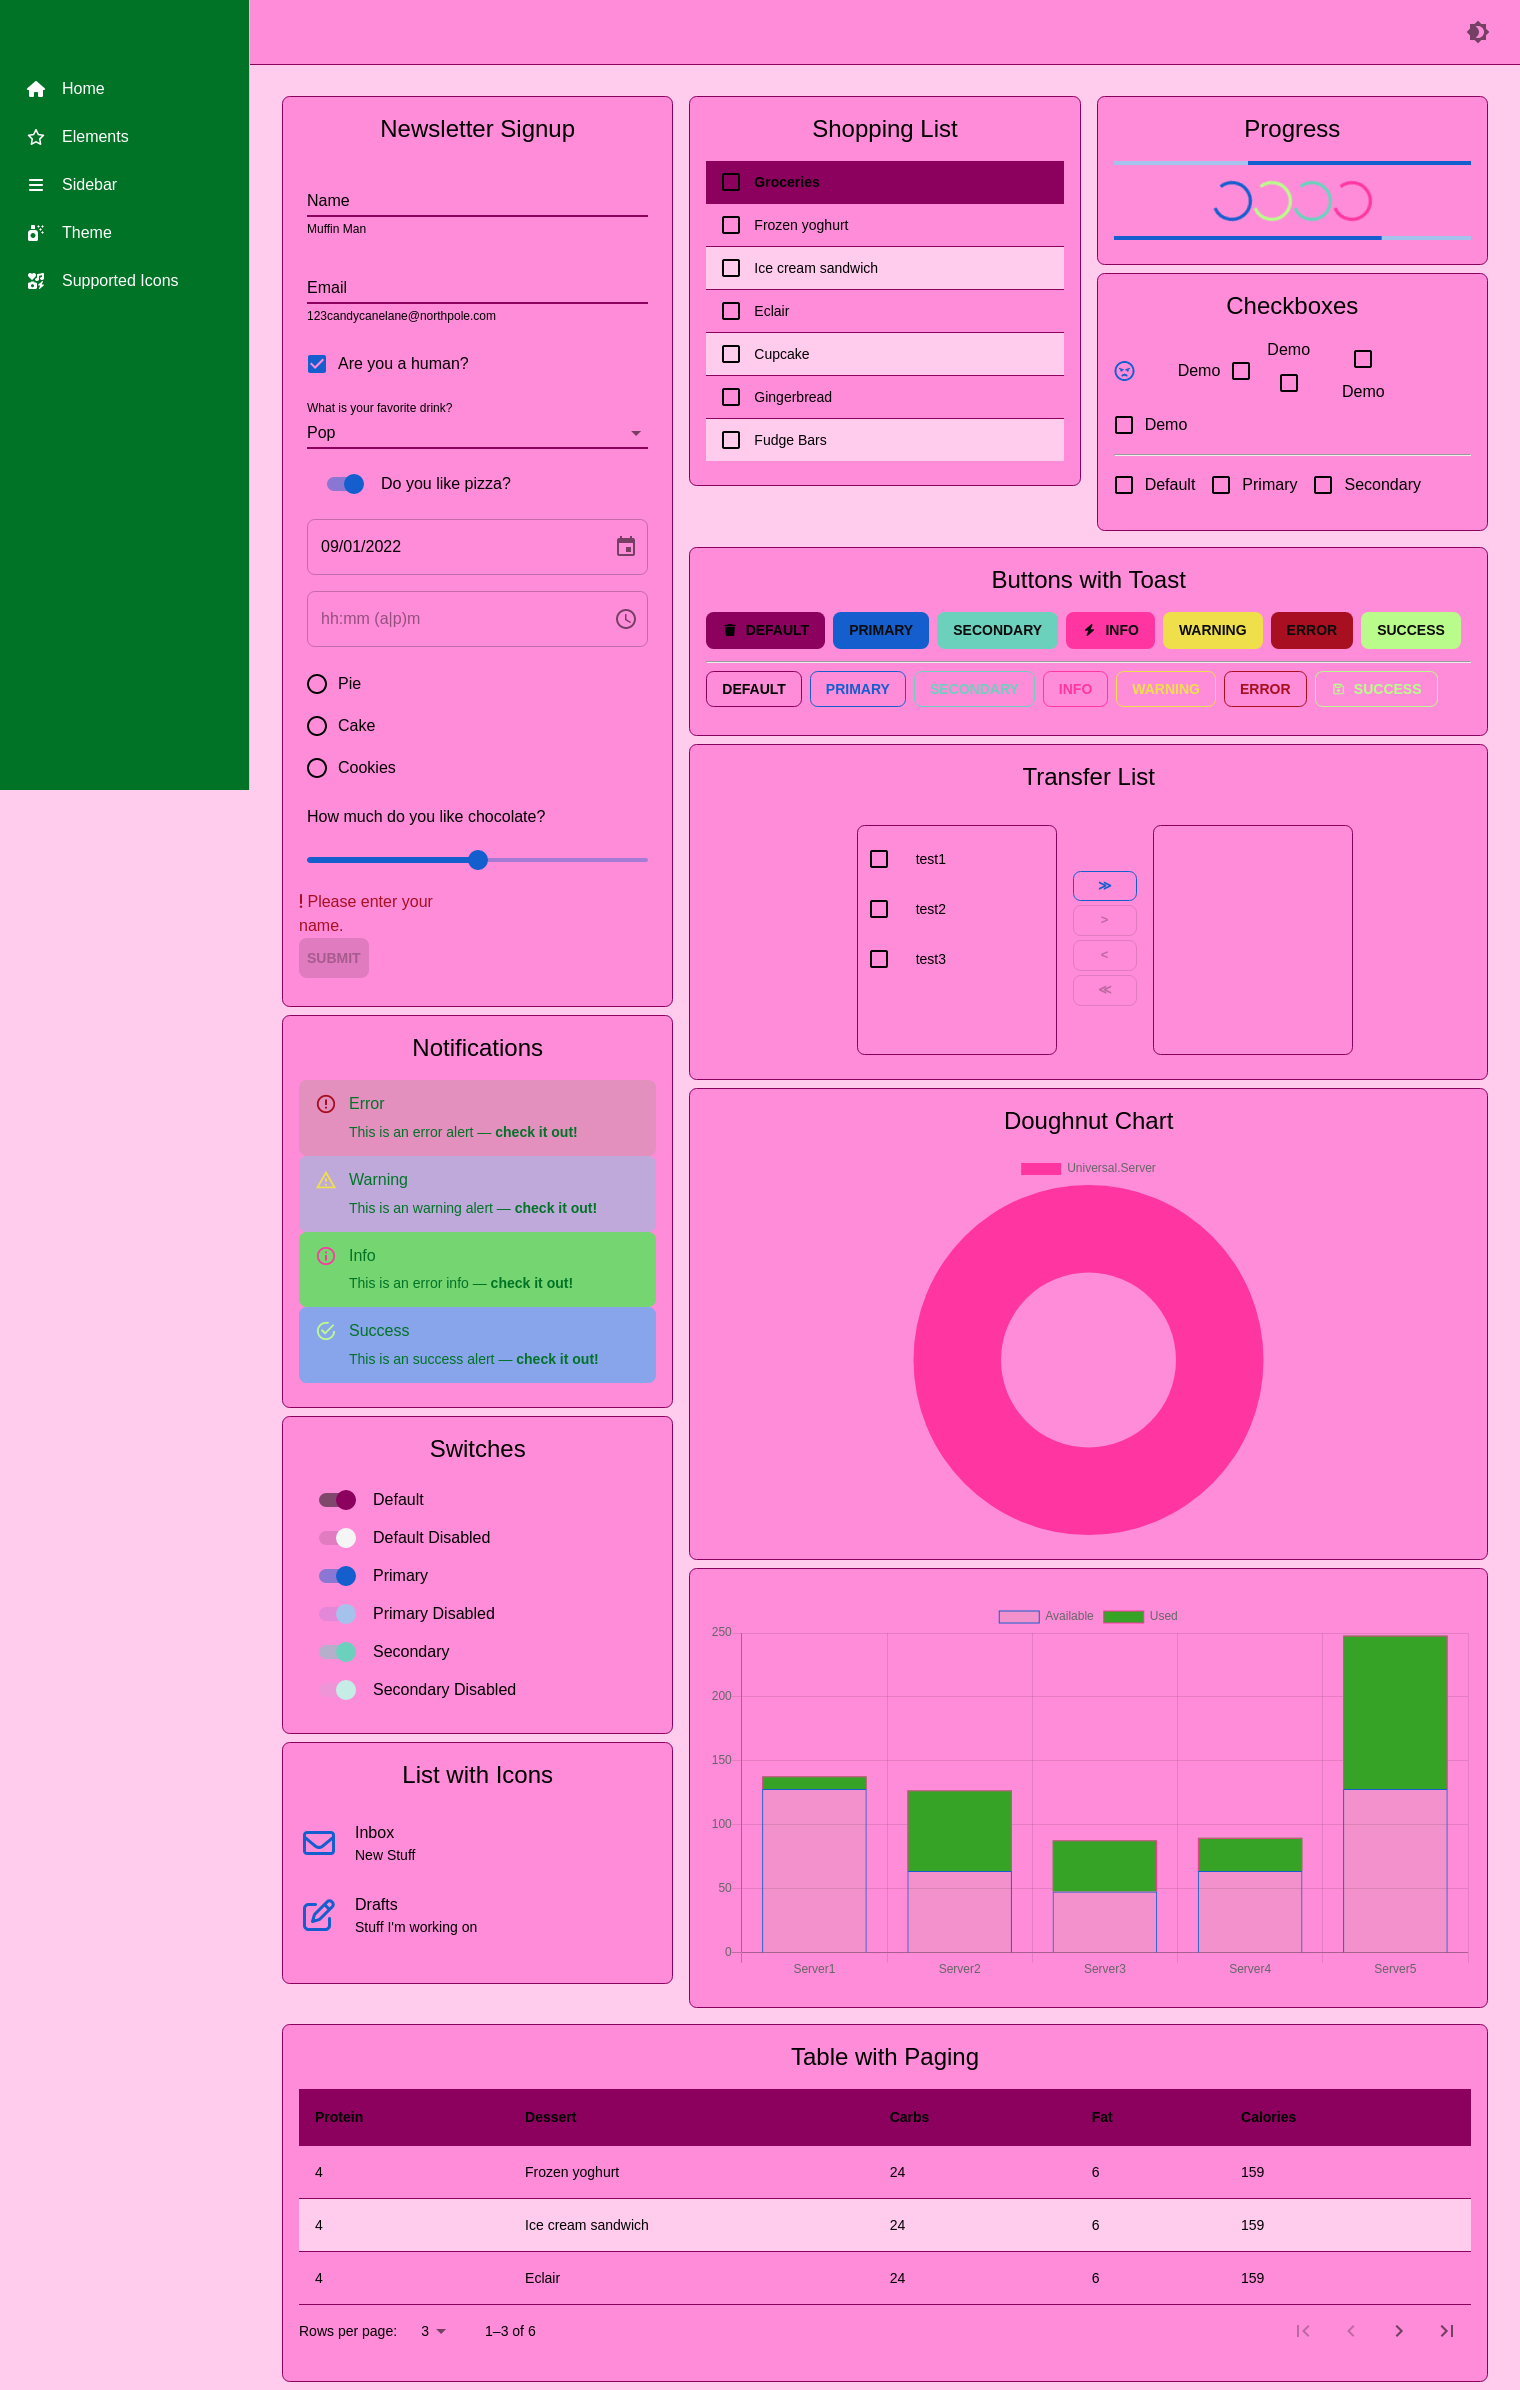 Home
Elements
Sidebar
Theme
Supported Icons
Newsletter Signup
Name
Muffin Man
Email
123candycanelane@northpole.com
Are you a human?
What is your favorite drink?
Pop
Do you like pizza?
09/01/2022
hh:mm (a|p)m
Pie
Cake
Cookies
How much do you like chocolate?
! Please enter your
name.
SUBMIT
Notifications
Error
This is an error alert — check it out!
Warning
This is an warning alert — check it out!
Info
This is an error info — check it out!
Success
This is an success alert — check it out!
Switches
Default
Default Disabled
Primary
Primary Disabled
Secondary
Secondary Disabled
List with Icons
Inbox
New Stuff
Drafts
Stuff I'm working on
Shopping List
Groceries
Frozen yoghurt
Ice cream sandwich
Eclair
Cupcake
Gingerbread
Fudge Bars
Progress
Checkboxes
Demo
Demo
Demo
Demo
Default Primary Secondary
Buttons with Toast
DEFAULT PRIMARY SECONDARY INFO WARNING ERROR SUCCESS
DEFAULT PRIMARY SECONDARY INFO WARNING ERROR SUCCESS
Transfer List
test1
test2
test3
≫
>
<
≪
Doughnut Chart
Universal.Server
Available Used
250
200
150
100
50
0
Server1 Server2 Server3 Server4 Server5
Table with Paging
Protein Dessert Carbs Fat Calories
4 Frozen yoghurt 24 6 159
4 Ice cream sandwich 24 6 159
4 Eclair 24 6 159
Rows per page: 3 1–3 of 6